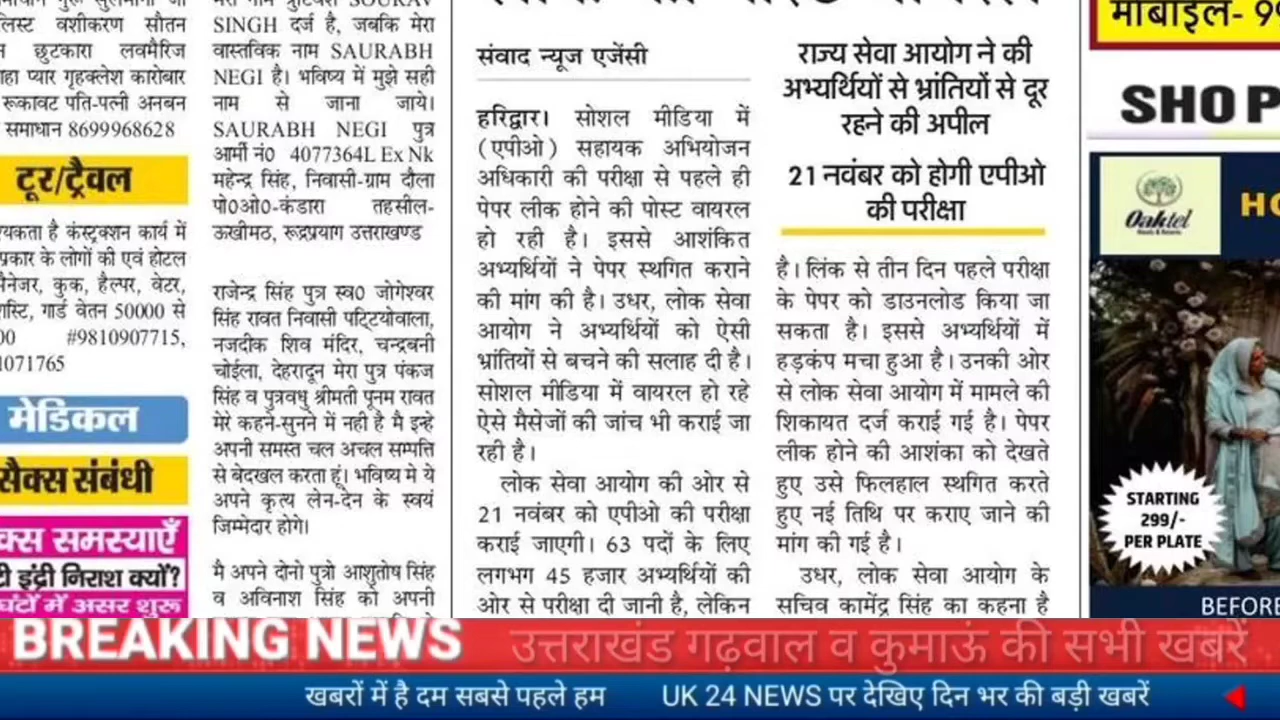 लिस्ट वशीकरण सौतन
छुटकारा लवमैरिज
प्यार गृहक्लेश कारोबार
रूकावट पति-पत्नी अनबन
समाधान 8699968628
टूर/ट्रैवल
है कंस्ट्रक्शन कार्य में
प्रकार के लोगों की एवं होटल
कुक, हैल्पर, वेटर,
गार्ड वेतन 50000 से
#9810907715,
मेडिकल
सैक्स संबंधी
समस्याएँ
इंद्री निराश क्यों?
घंटों में असर शुरू
SINGH दर्ज है, जबकि मेरा
वास्तविक नाम SAURABH
NEGI है। भविष्य में मुझे सही
नाम से जाना जाये।
SAURABH NEGI पुत्र
आर्मी नं0 4077364L Ex Nk
महेन्द्र सिंह, निवासी-ग्राम दौला
पो0ओ0-कंडारा तहसील-
ऊखीमठ, रूद्रप्रयाग उत्तराखण्ड
राजेन्द्र सिंह पुत्र स्व0 जोगेश्वर
सिंह रावत निवासी पट्टियोवाला,
नजदीक शिव मंदिर, चन्द्रबनी
चोईला, देहरादून मेरा पुत्र पंकज
सिंह व पुत्रवधु श्रीमती पूनम रावत
मेरे कहने-सुनने में नही है मै इन्हे
अपनी समस्त चल अचल सम्पत्ति
से बेदखल करता हूं। भविष्य मे ये
अपने कृत्य लेन-देन के स्वयं
जिम्मेदार होगे।
मै अपने दोनो पुत्रो आशुतोष सिंह
व अविनाश सिंह को अपनी
संवाद न्यूज एजेंसी
हरिद्वार। सोशल मीडिया में
(एपीओ) सहायक अभियोजन
अधिकारी की परीक्षा से पहले ही
पेपर लीक होने की पोस्ट वायरल
हो रही है। इससे आशंकित
अभ्यर्थियों ने पेपर स्थगित कराने
की मांग की है। उधर, लोक सेवा
आयोग ने अभ्यर्थियों को ऐसी
भ्रांतियों से बचने की सलाह दी है।
सोशल मीडिया में वायरल हो रहे
ऐसे मैसेजों की जांच भी कराई जा
रही है।
लोक सेवा आयोग की ओर से
21 नवंबर को एपीओ की परीक्षा
कराई जाएगी। 63 पदों के लिए
लगभग 45 हजार अभ्यर्थियों की
ओर से परीक्षा दी जानी है, लेकिन
राज्य सेवा आयोग ने की
अभ्यर्थियों से भ्रांतियों से दूर
रहने की अपील
21 नवंबर को होगी एपीओ
की परीक्षा
है। लिंक से तीन दिन पहले परीक्षा
के पेपर को डाउनलोड किया जा
सकता है। इससे अभ्यर्थियों में
हड़कंप मचा हुआ है। उनकी ओर
से लोक सेवा आयोग में मामले की
शिकायत दर्ज कराई गई है। पेपर
लीक होने की आशंका को देखते
हुए उसे फिलहाल स्थगित करते
हुए नई तिथि पर कराए जाने की
मांग की गई है।
उधर, लोक सेवा आयोग के
सचिव कामेंद्र सिंह का कहना है
मोबाइल- 99
SHOP
Oaktel
STARTING
299/-
PER PLATE
BEFORE
BREAKING NEWS
उत्तराखंड गढ़वाल व कुमाऊं की सभी खबरें
खबरों में है दम सबसे पहले हम UK 24 NEWS पर देखिए दिन भर की बड़ी खबरें